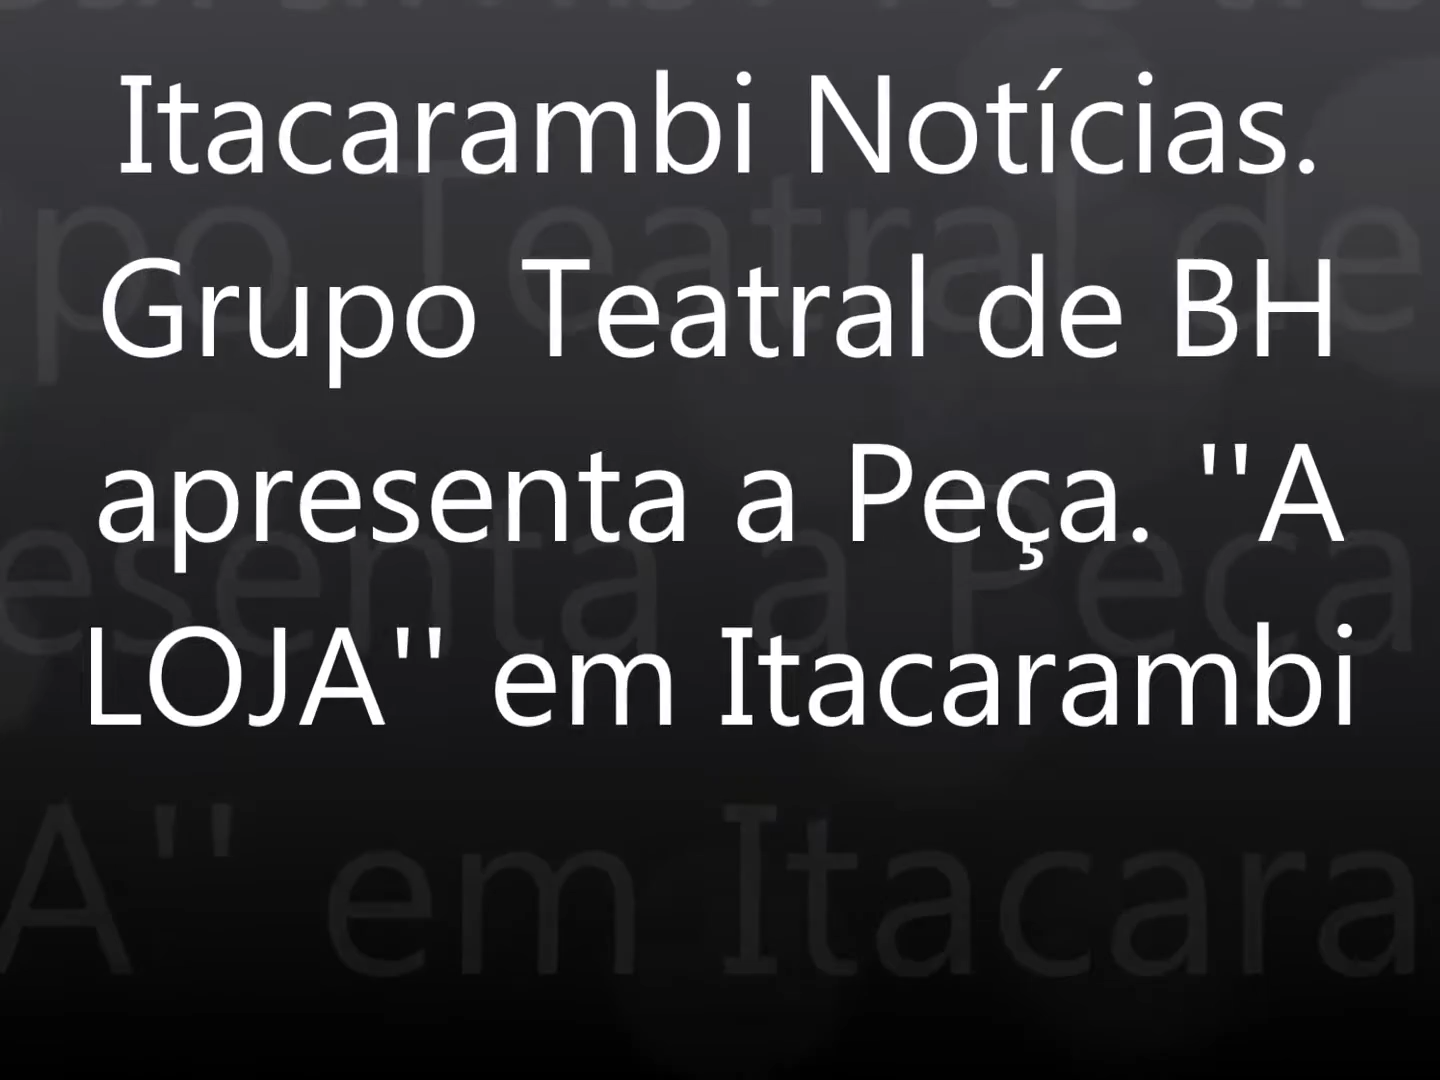 Itacarambi Notícias.
Grupo Teatral de BH
apresenta a Peça. ''A
LOJA'' em Itacarambi